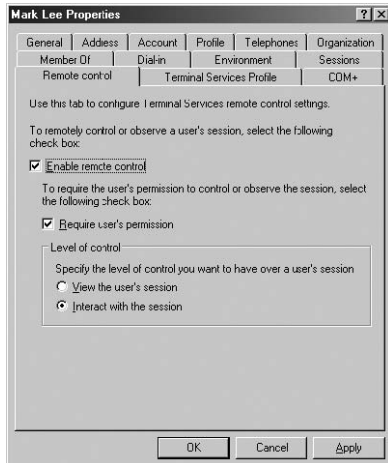 Mark Lee Properties
General Address Account Profile Telephones Organization
Member Of Dial-in Environment Sessions
Remote control Terminal Services Profile COM+
Use this tab to configure Terminal Services remote control settings.
To remotely control or observe a user's session, select the following
check box:
Enable remote control
To require the user's permission to control or observe the session, select
the following check box:
Require user's permission
Level of control
Specify the level of control you want to have over a user's session
View the user's session
Interact with the session
OK Cancel Apply